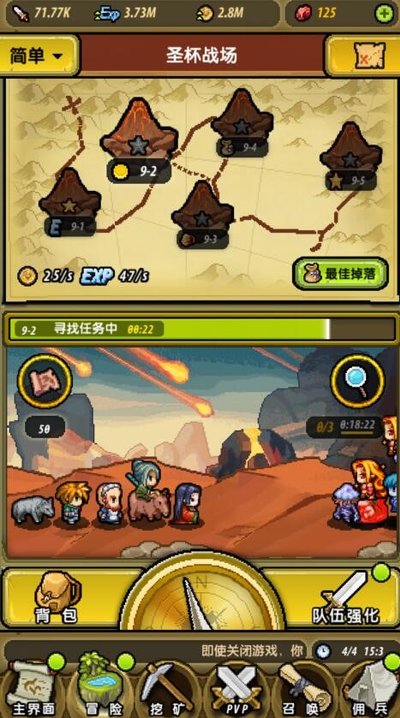 71.77K Exp 3.73M 2.8M 125
简单 圣杯战场
9-2
9-4
9-5
E 9-1
9-3
25/s EXP 47/s 最佳掉落
9-2 寻找任务中 00:22
50
0/3 0:18:22
N
背包 队伍强化
即使关闭游戏，你 4/4 15:3
主界面 冒险 挖矿 PVP 召唤 佣兵